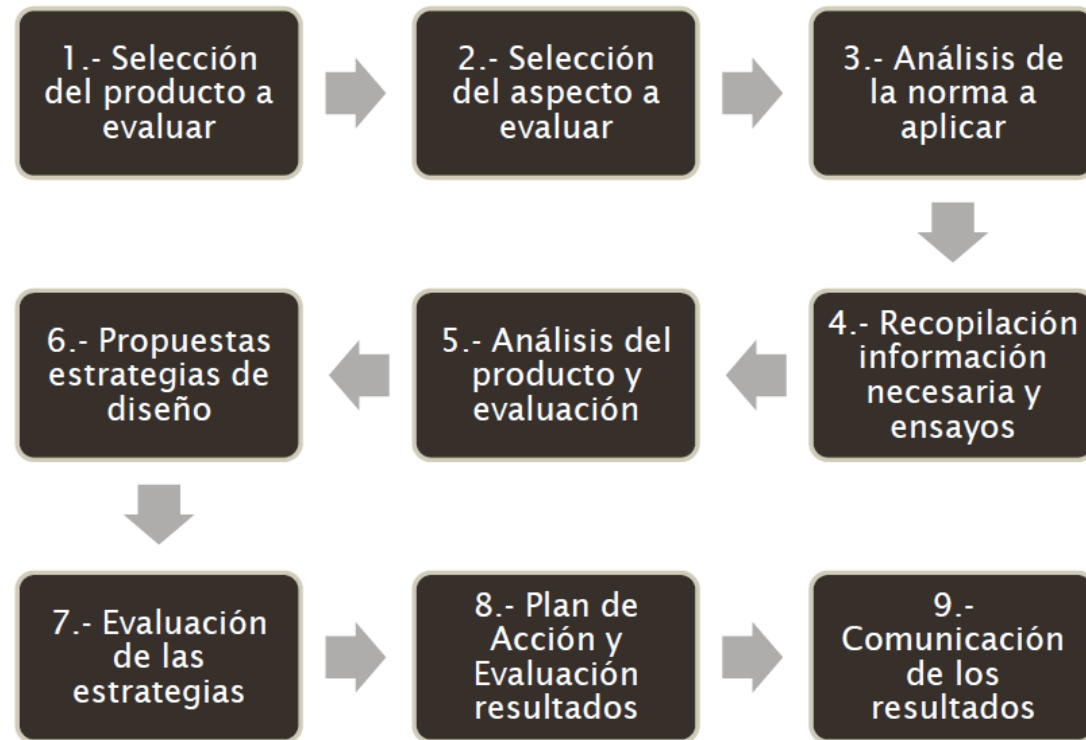 1.- Selección
del producto a
evaluar
2.- Selección
del aspecto a
evaluar
3.- Análisis de
la norma a
aplicar
4.- Recopilación
información
necesaria y
ensayos
5.- Análisis del
producto y
evaluación
6.- Propuestas
estrategias de
diseño
7.- Evaluación
de las
estrategias
8.- Plan de
Acción y
Evaluación
resultados
9.-
Comunicación
de los
resultados